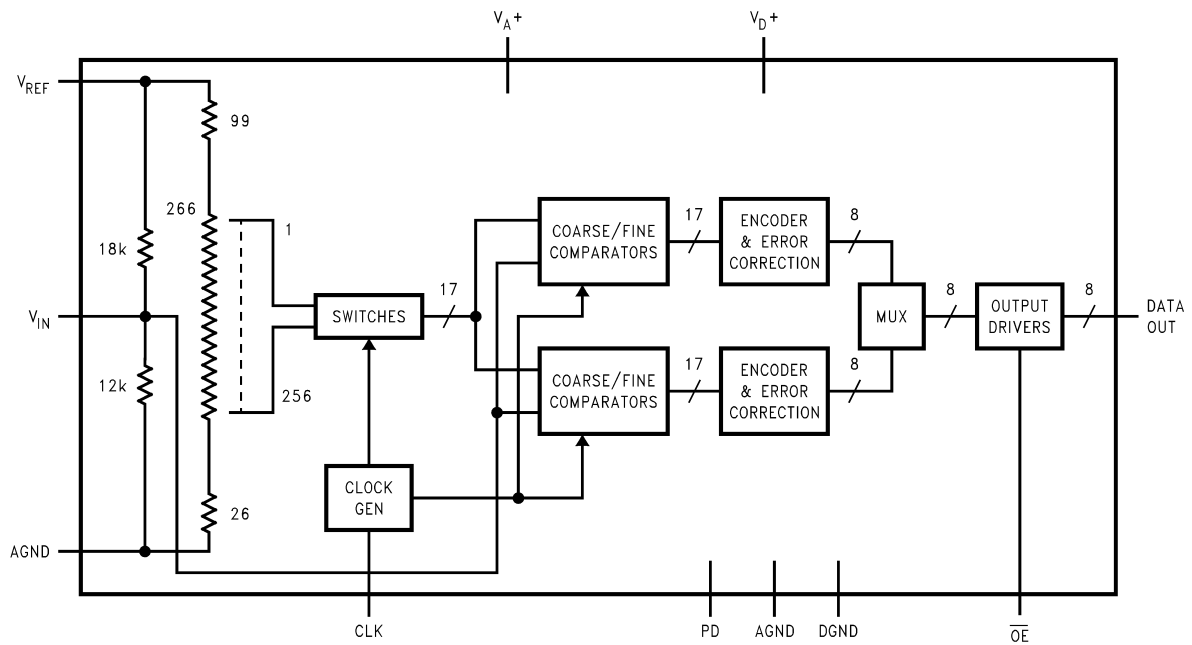 VA+
VD+
VREF
99
266
1
18k
VIN
12k
256
26
AGND
SWITCHES
17
CLOCK
GEN
COARSE/FINE
COMPARATORS
17
ENCODER
& ERROR
CORRECTION
8
COARSE/FINE
COMPARATORS
17
ENCODER
& ERROR
CORRECTION
8
MUX
8
OUTPUT
DRIVERS
8
DATA
OUT
CLK
PD
AGND
DGND
OE